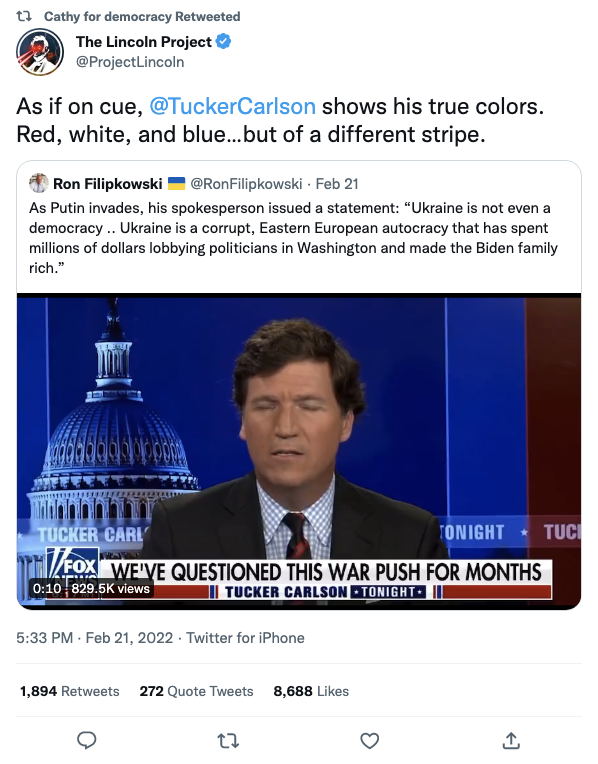 Cathy for democracy Retweeted
The Lincoln Project
@ProjectLincoln
As if on cue, @TuckerCarlson shows his true colors.
Red, white, and blue...but of a different stripe.
Ron Filipkowski @RonFilipkowski · Feb 21
As Putin invades, his spokesperson issued a statement: “Ukraine is not even a
democracy .. Ukraine is a corrupt, Eastern European autocracy that has spent
millions of dollars lobbying politicians in Washington and made the Biden family
rich.”
TUCKER CARL
TONIGHT
TUC
FOX
NEWS
WE'VE QUESTIONED THIS WAR PUSH FOR MONTHS
0:10 829.5K views
TUCKER CARLSON TONIGHT
5:33 PM · Feb 21, 2022 · Twitter for iPhone
1,894 Retweets 272 Quote Tweets 8,688 Likes